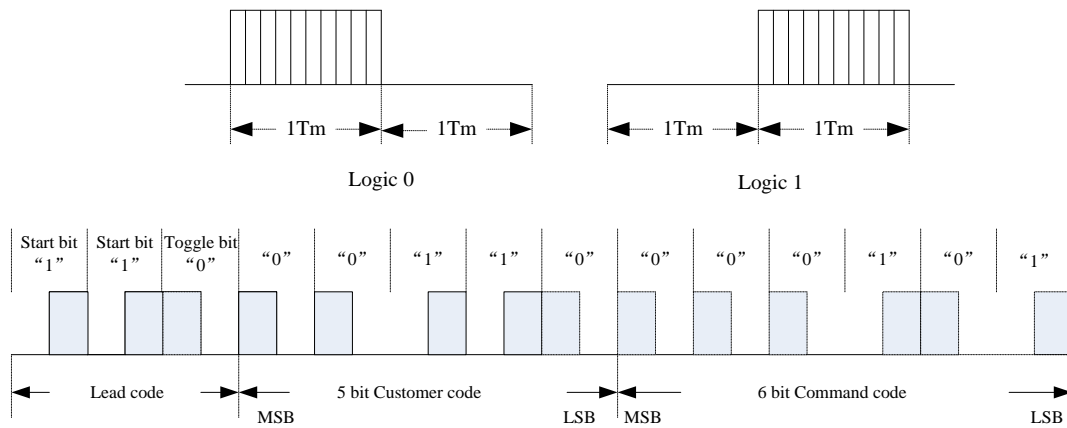 1Tm 1Tm 1Tm 1Tm
Logic 0 Logic 1
Start bit Start bit Toggle bit
“1” “1” “0” “0” “0” “1” “1” “0” “0” “0” “0” “1” “0” “1”
Lead code 5 bit Customer code 6 bit Command code
MSB LSB MSB LSB